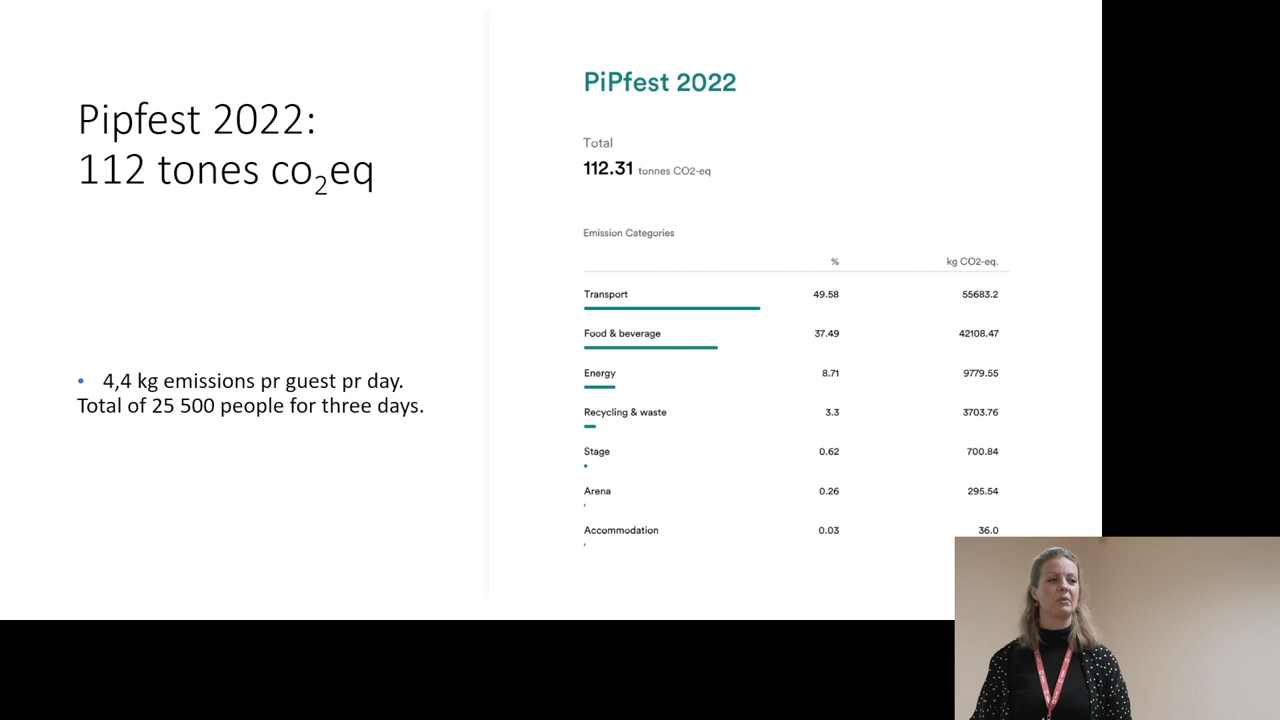 Pipfest 2022:
112 tones co₂eq
• 4,4 kg emissions pr guest pr day.
Total of 25 500 people for three days.
PiPfest 2022
Total
112.31 tonnes CO2-eq
Emission Categories
% kg CO2-eq.
Transport 49.58 55683.2
Food & beverage 37.49 42108.47
Energy 8.71 9779.55
Recycling & waste 3.3 3703.76
Stage 0.62 700.84
Arena 0.26 295.54
Accommodation 0.03 36.0